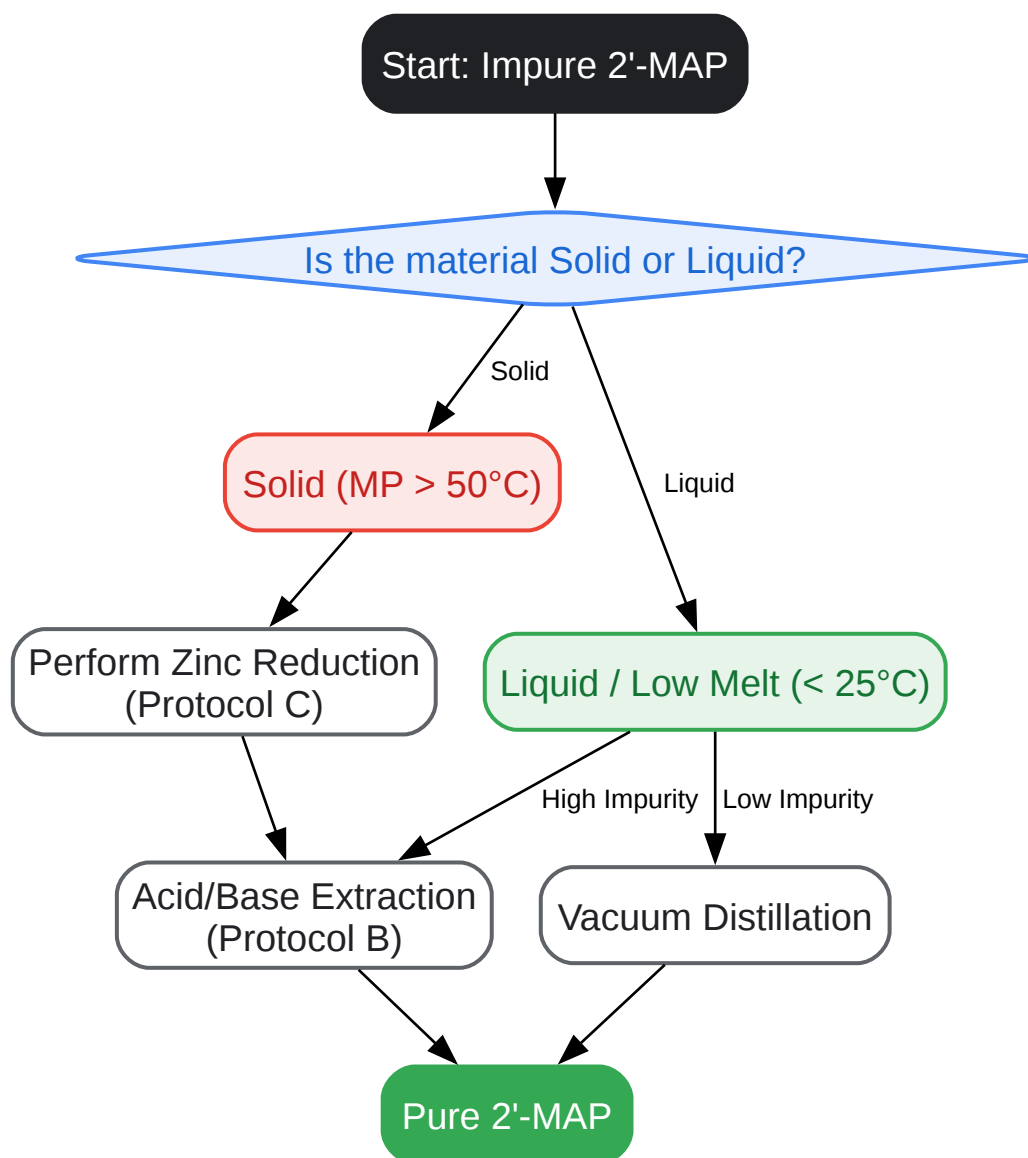 Start: Impure 2'-MAP
Is the material Solid or Liquid?
Solid
Solid (MP > 50°C)
Liquid
Perform Zinc Reduction
(Protocol C)
Liquid / Low Melt (< 25°C)
High Impurity
Low Impurity
Acid/Base Extraction
(Protocol B)
Vacuum Distillation
Pure 2'-MAP